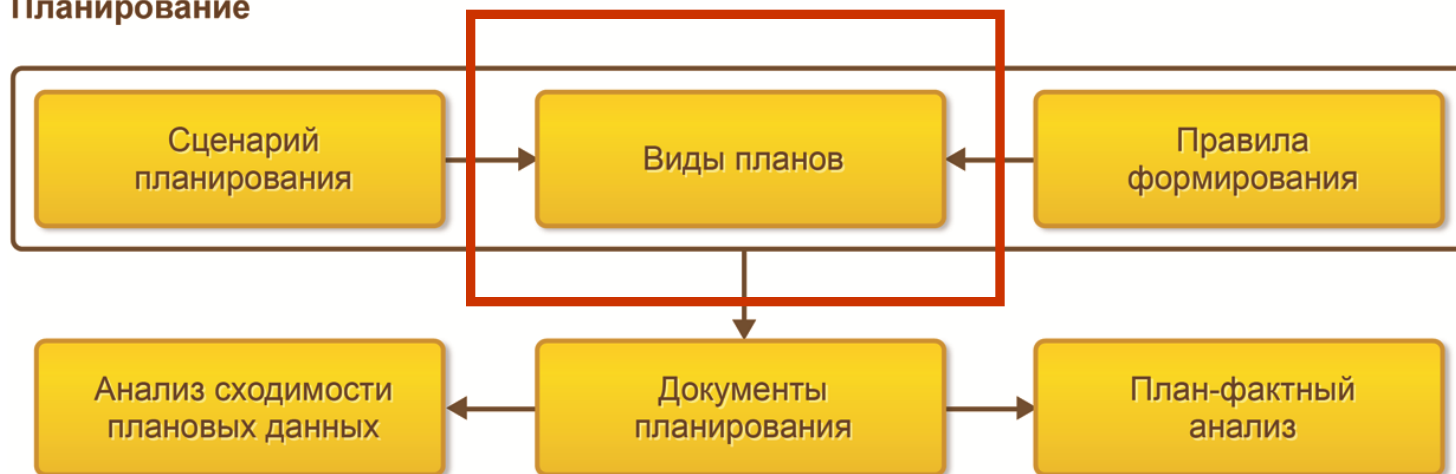 Планирование
Сценарий
планирования
Виды планов
Правила
формирования
Анализ сходимости
плановых данных
Документы
планирования
План-фактный
анализ